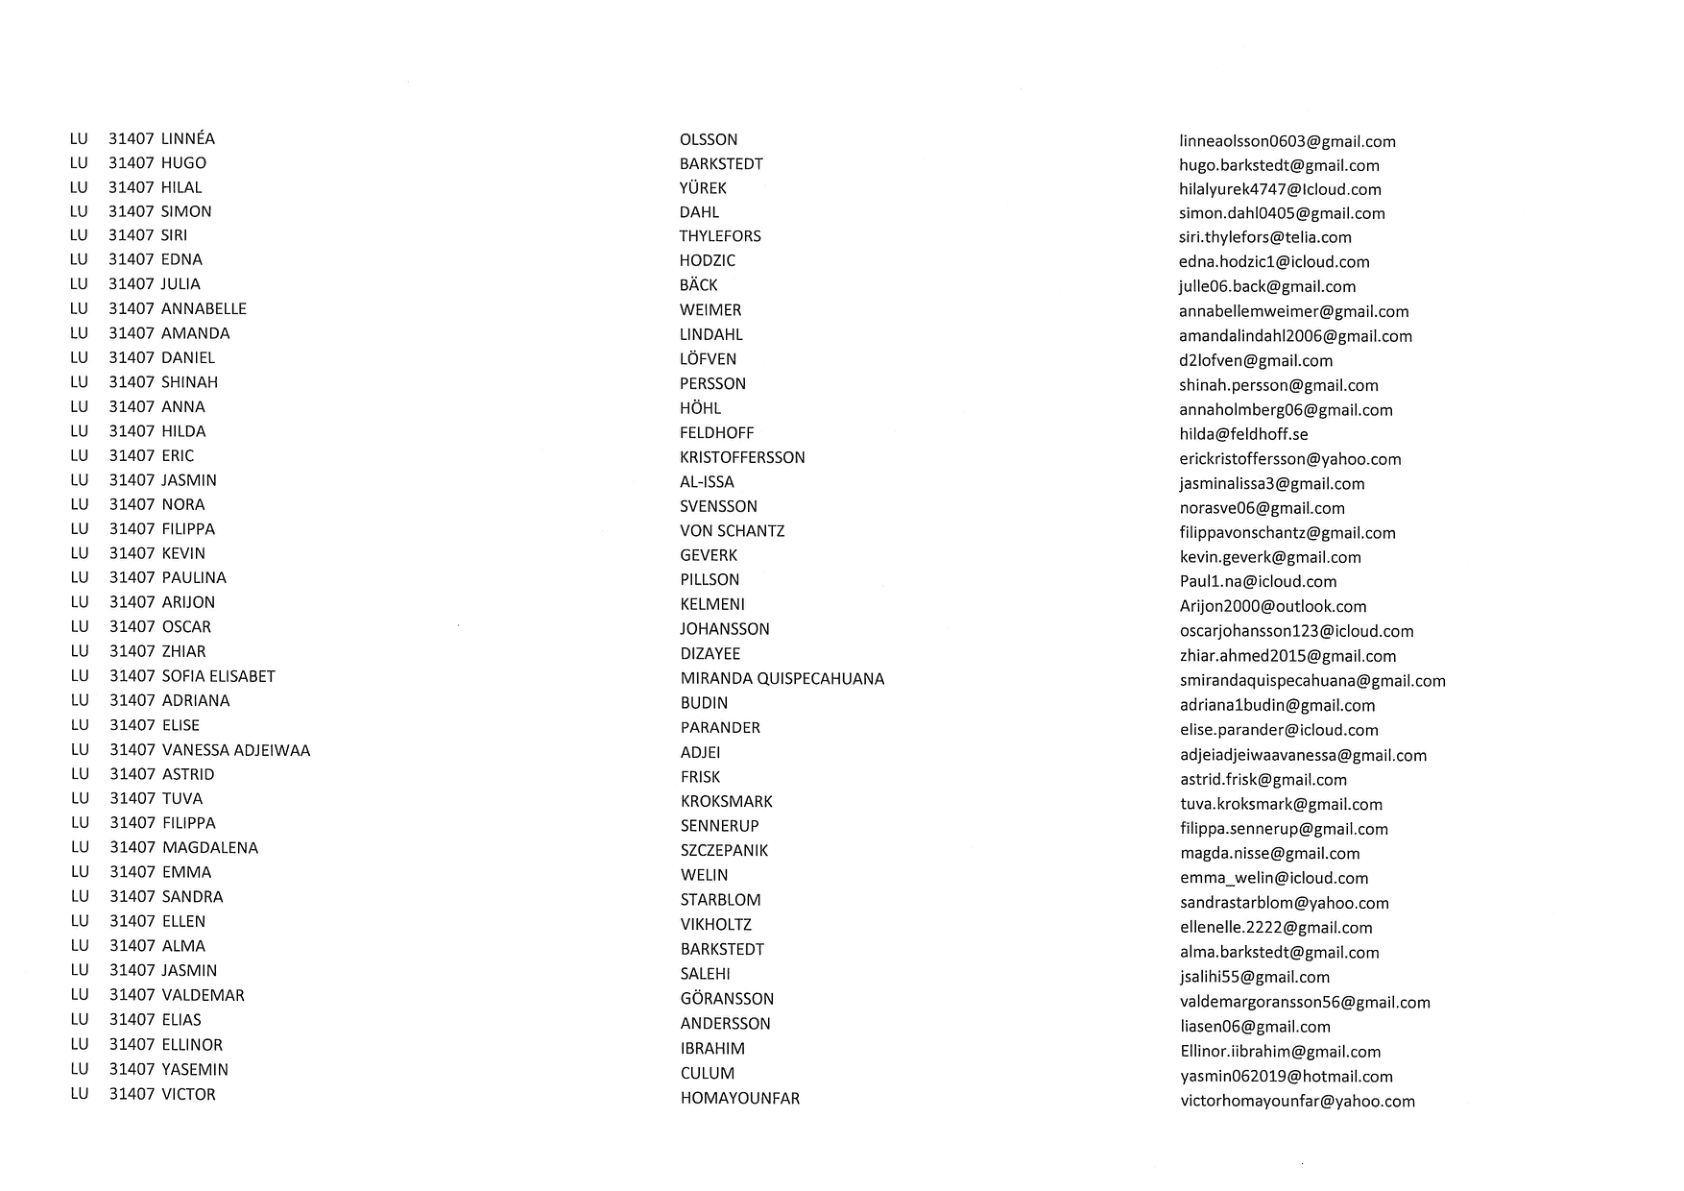 LU 31407 LINNÉA OLSSON linneaolsson0603@gmail.com
LU 31407 HUGO BARKSTEDT hugo.barkstedt@gmail.com
LU 31407 HILAL YÜREK hilalyurek4747@Icloud.com
LU 31407 SIMON DAHL simon.dahl0405@gmail.com
LU 31407 SIRI THYLEFORS siri.thylefors@telia.com
LU 31407 EDNA HODZIC edna.hodzic1@icloud.com
LU 31407 JULIA BÄCK julle06.back@gmail.com
LU 31407 ANNABELLE WEIMER annabellemweimer@gmail.com
LU 31407 AMANDA LINDAHL amandalindahl2006@gmail.com
LU 31407 DANIEL LÖFVEN d2lofven@gmail.com
LU 31407 SHINAH PERSSON shinah.persson@gmail.com
LU 31407 ANNA HÖHL annaholmberg06@gmail.com
LU 31407 HILDA FELDHOFF hilda@feldhoff.se
LU 31407 ERIC KRISTOFFERSSON erickristoffersson@yahoo.com
LU 31407 JASMIN AL-ISSA jasminalissa3@gmail.com
LU 31407 NORA SVENSSON norasve06@gmail.com
LU 31407 FILIPPA VON SCHANTZ filippavonschantz@gmail.com
LU 31407 KEVIN GEVERK kevin.geverk@gmail.com
LU 31407 PAULINA PILLSON Paul1.na@icloud.com
LU 31407 ARIJON KELMENI Arijon2000@outlook.com
LU 31407 OSCAR JOHANSSON oscarjohansson123@icloud.com
LU 31407 ZHIAR DIZAYEE zhiar.ahmed2015@gmail.com
LU 31407 SOFIA ELISABET MIRANDA QUISPECAHUANA smirandaquispecahuana@gmail.com
LU 31407 ADRIANA BUDIN adriana1budin@gmail.com
LU 31407 ELISE PARANDER elise.parander@icloud.com
LU 31407 VANESSA ADJEIWAA ADJEI adjeiadjeiwaavanessa@gmail.com
LU 31407 ASTRID FRISK astrid.frisk@gmail.com
LU 31407 TUVA KROKSMARK tuva.kroksmark@gmail.com
LU 31407 FILIPPA SENNERUP filippa.sennerup@gmail.com
LU 31407 MAGDALENA SZCZEPANIK magda.nisse@gmail.com
LU 31407 EMMA WELIN emma_welin@icloud.com
LU 31407 SANDRA STARBLOM sandrastarblom@yahoo.com
LU 31407 ELLEN VIKHOLTZ ellenelle.2222@gmail.com
LU 31407 ALMA BARKSTEDT alma.barkstedt@gmail.com
LU 31407 JASMIN SALEHI jsalihi55@gmail.com
LU 31407 VALDEMAR GÖRANSSON valdemargoransson56@gmail.com
LU 31407 ELIAS ANDERSSON liasen06@gmail.com
LU 31407 ELLINOR IBRAHIM Ellinor.iibrahim@gmail.com
LU 31407 YASEMIN CULUM yasmin062019@hotmail.com
LU 31407 VICTOR HOMAYOUNFAR victorhomayounfar@yahoo.com